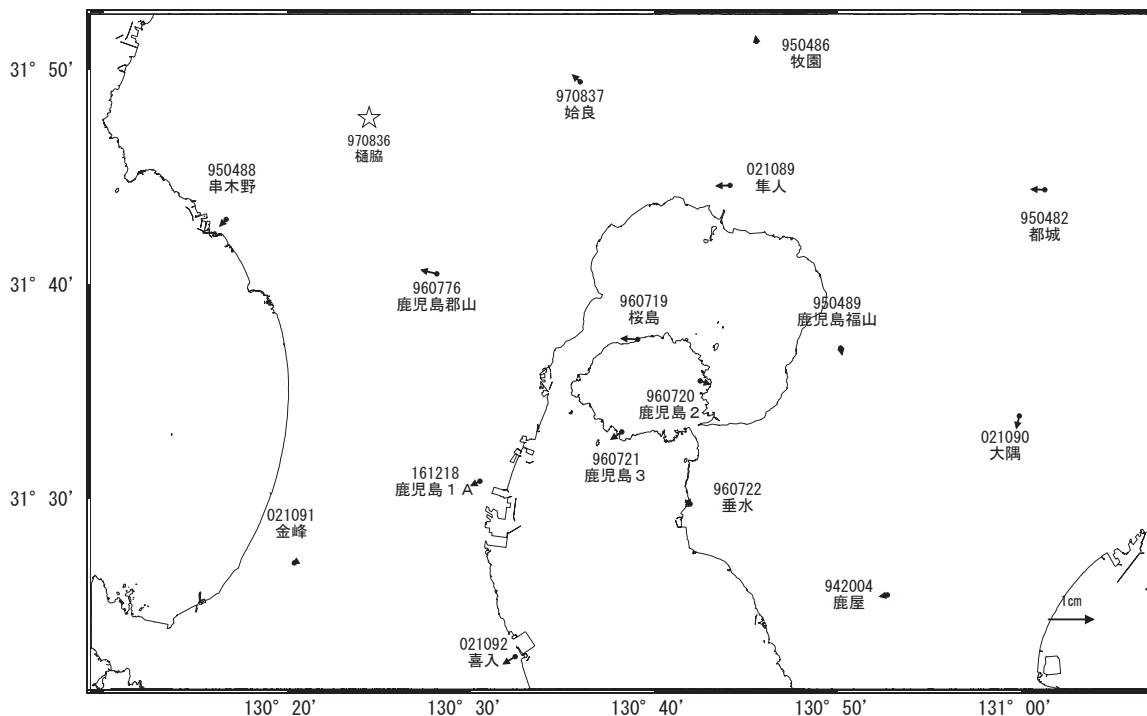 950486
牧園
31° 50'
970837
姶良
970836
樋脇
950488
串木野
021089
隼人
950482
都城
31° 40'
960776
鹿児島郡山
960719
桜島
950489
鹿児島福山
960720
鹿児島2
021090
大隅
960721
鹿児島3
161218
鹿児島1A
31° 30'
960722
垂水
021091
金峰
942004
鹿屋
1cm
021092
喜入
130° 20'
130° 30'
130° 40'
130° 50'
131° 00'